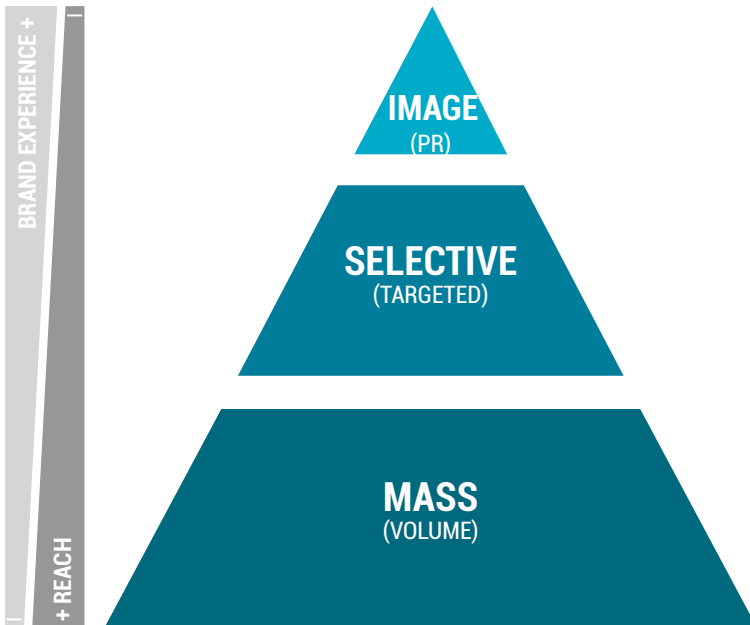 BRAND EXPERIENCE +
–
–
+ REACH
IMAGE
(PR)
SELECTIVE
(TARGETED)
MASS
(VOLUME)